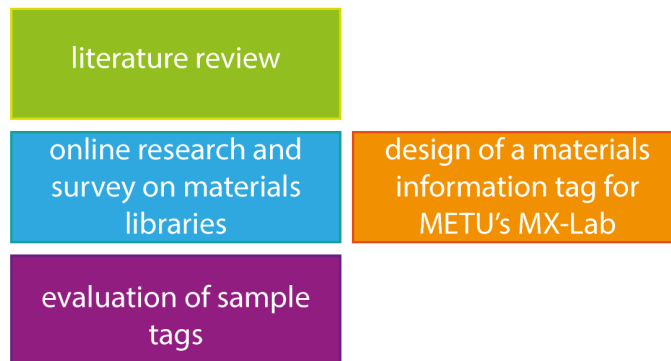 literature review
online research and
survey on materials
libraries
design of a materials
information tag for
METU's MX-Lab
evaluation of sample
tags